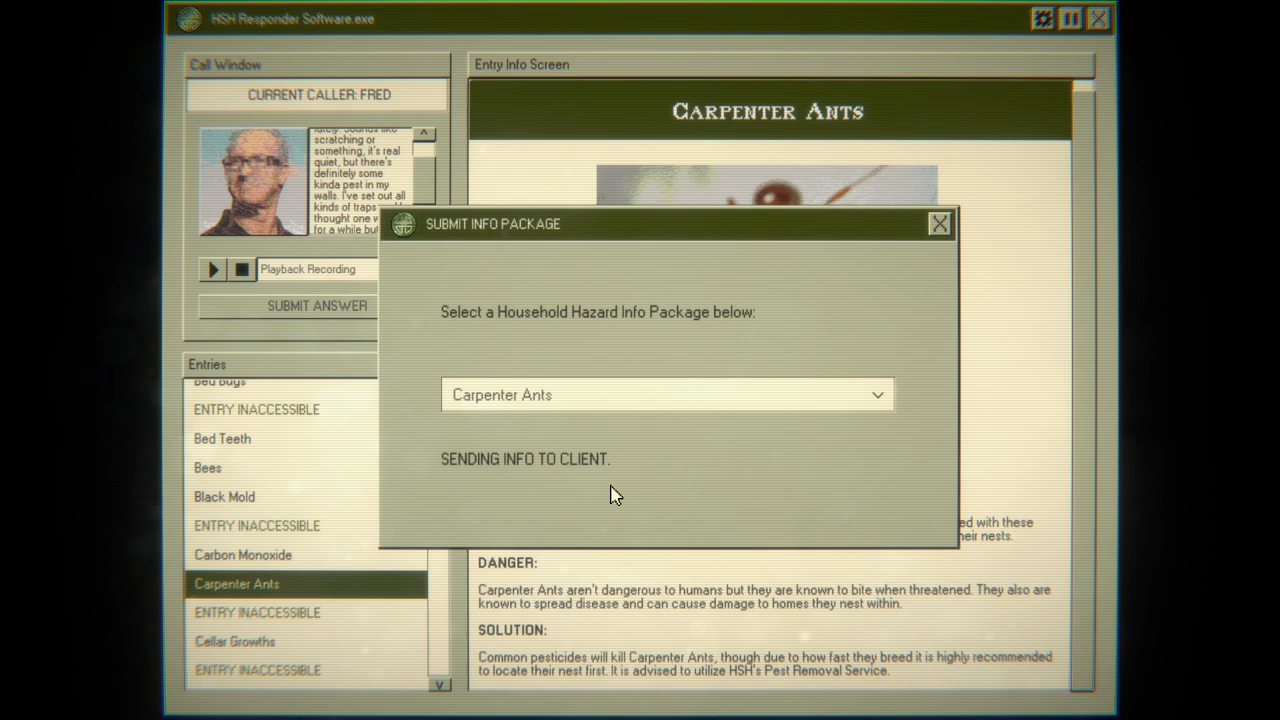 HSH Responder Software.exe
Call Window
CURRENT CALLER: FRED
lately. Sounds like
scratching or
something, it's real
quiet, but there's
definitely some
kinda pest in my
walls. I've set out all
kinds of traps
thought one w
for a while but
Playback Recording
SUBMIT ANSWER
Entries
Bed Bugs
ENTRY INACCESSIBLE
Bed Teeth
Bees
Black Mold
ENTRY INACCESSIBLE
Carbon Monoxide
Carpenter Ants
ENTRY INACCESSIBLE
Cellar Growths
ENTRY INACCESSIBLE
Entry Info Screen
Carpenter Ants
SUBMIT INFO PACKAGE
Select a Household Hazard Info Package below:
Carpenter Ants
SENDING INFO TO CLIENT.
ed with these
heir nests.
DANGER:
Carpenter Ants aren't dangerous to humans but they are known to bite when threatened. They also are
known to spread disease and can cause damage to homes they nest within.
SOLUTION:
Common pesticides will kill Carpenter Ants, though due to how fast they breed it is highly recommended
to locate their nest first. It is advised to utilize HSH's Pest Removal Service.